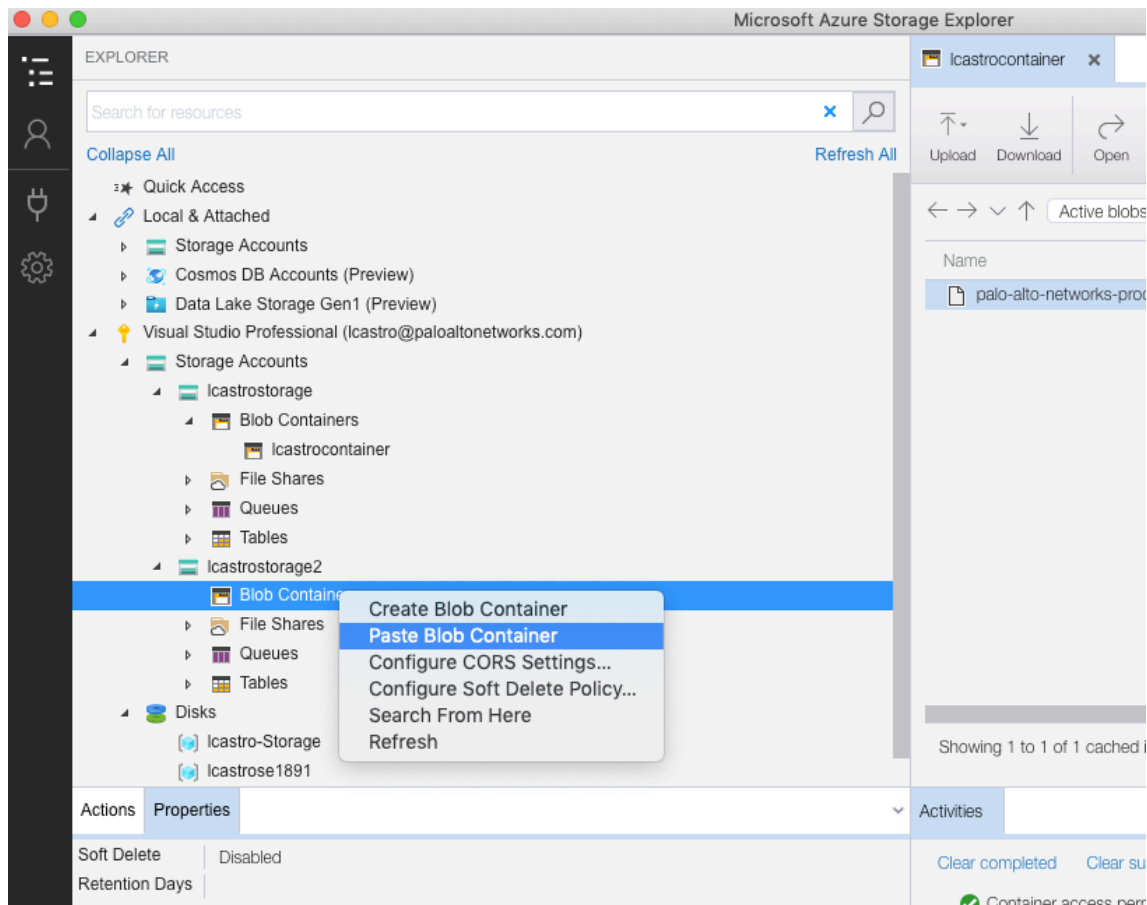 Microsoft Azure Storage Explorer
EXPLORER
Search for resources
Collapse All
Refresh All
Quick Access
Local & Attached
Storage Accounts
Cosmos DB Accounts (Preview)
Data Lake Storage Gen1 (Preview)
Visual Studio Professional (lcastro@paloaltonetworks.com)
Storage Accounts
lcastrostorage
Blob Containers
lcastrocontainer
File Shares
Queues
Tables
lcastrostorage2
Blob Containe
File Shares
Queues
Tables
Disks
lcastro-Storage
lcastrose1891
Create Blob Container
Paste Blob Container
Configure CORS Settings...
Configure Soft Delete Policy...
Search From Here
Refresh
Actions
Properties
Soft Delete
Disabled
Retention Days
lcastrocontainer
Upload
Download
Open
Active blobs
Name
palo-alto-networks-prod
Showing 1 to 1 of 1 cached i
Activities
Clear completed
Clear su
Container access perm